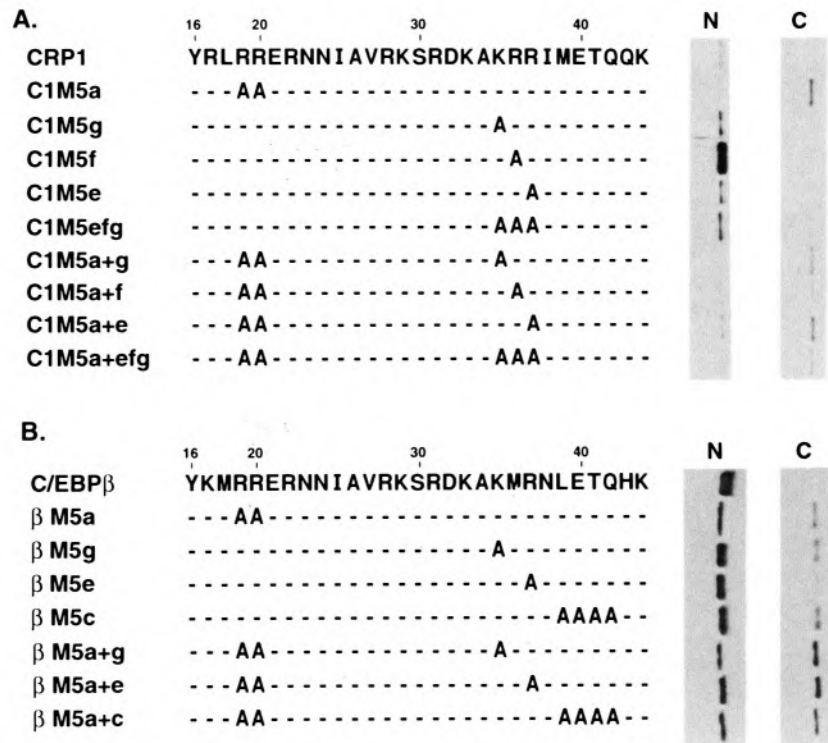 A.
N C
16 20 30 40
CRP1 YRLRRERNNIAVRKSRDKAKRRIMETQQK
C1M5a ---AA------------------------
C1M5g -------------------A---------
C1M5f --------------------A--------
C1M5e ---------------------A-------
C1M5efg -------------------AAA-------
C1M5a+g ---AA--------------A---------
C1M5a+f ---AA---------------A--------
C1M5a+e ---AA----------------A-------
C1M5a+efg ---AA--------------AAA-------
B.
N C
16 20 30 40
C/EBPβ YKMRRERNNIAVRKSRDKAKMRNLETQHK
β M5a ---AA------------------------
β M5g -------------------A---------
β M5e ---------------------A-------
β M5c -----------------------AAAA--
β M5a+g ---AA--------------A---------
β M5a+e ---AA----------------A-------
β M5a+c ---AA------------------AAAA--